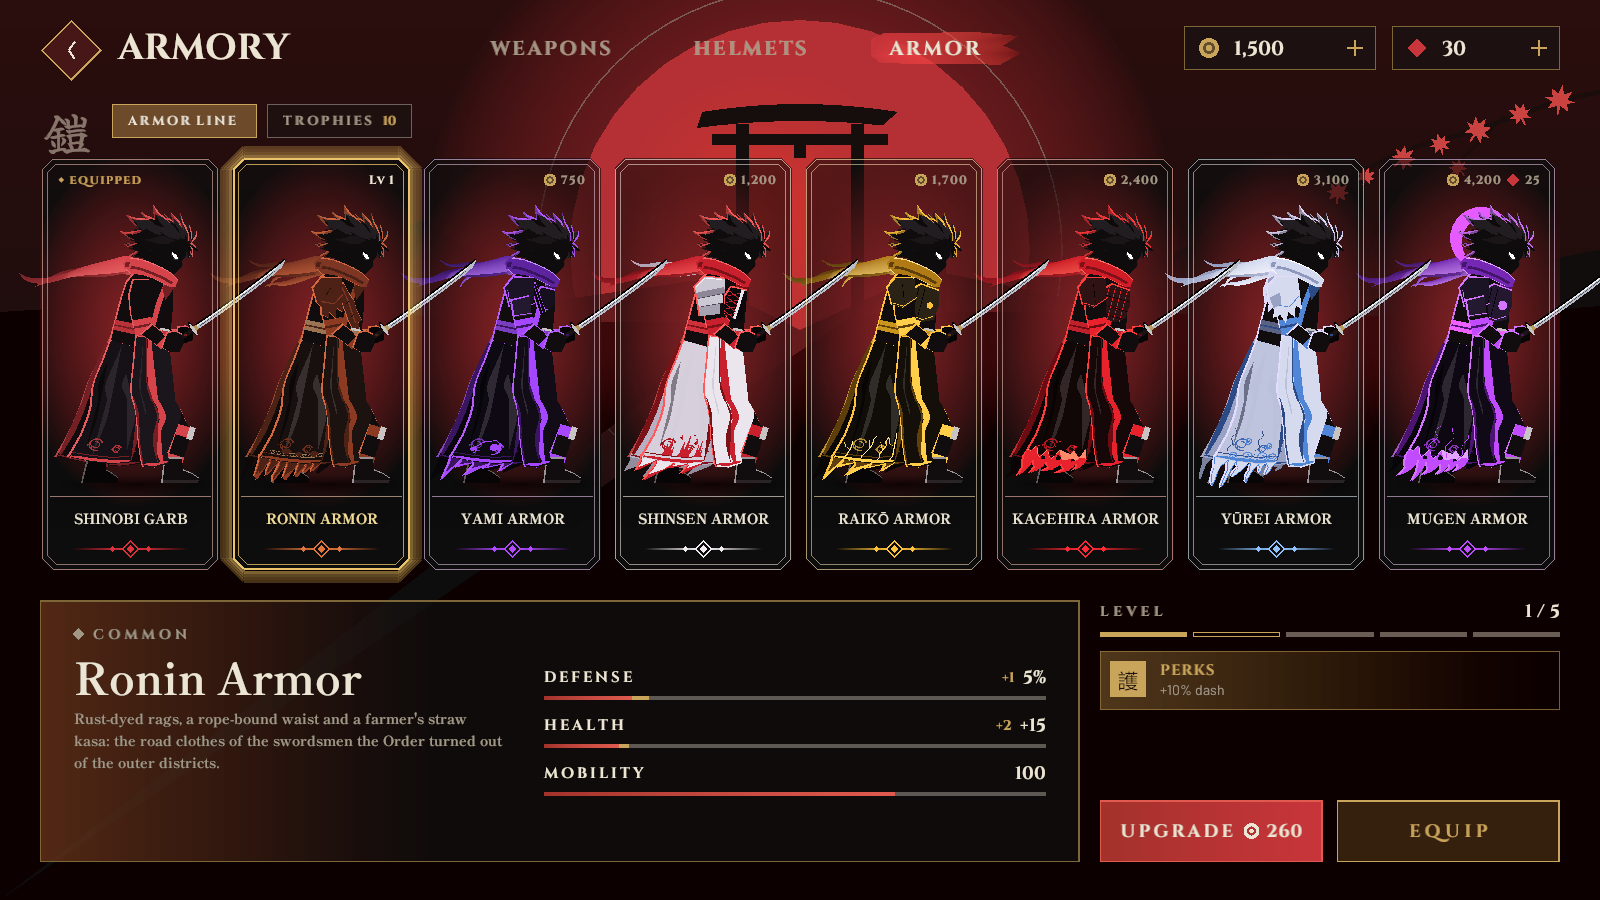 ARMORY
WEAPONS
HELMETS
ARMOR
1,500
30
鎧
ARMOR LINE
TROPHIES 10
EQUIPPED
Lv 1
750
1,200
1,700
2,400
3,100
4,200 25
SHINOBI GARB
RONIN ARMOR
YAMI ARMOR
SHINSEN ARMOR
RAIKŌ ARMOR
KAGEHIRA ARMOR
YŪREI ARMOR
MUGEN ARMOR
COMMON
Ronin Armor
Rust-dyed rags, a rope-bound waist and a farmer's straw
kasa: the road clothes of the swordsmen the Order turned out
of the outer districts.
DEFENSE +1 5%
HEALTH +2 +15
MOBILITY 100
LEVEL 1 / 5
護
PERKS
+10% dash
UPGRADE 260
EQUIP